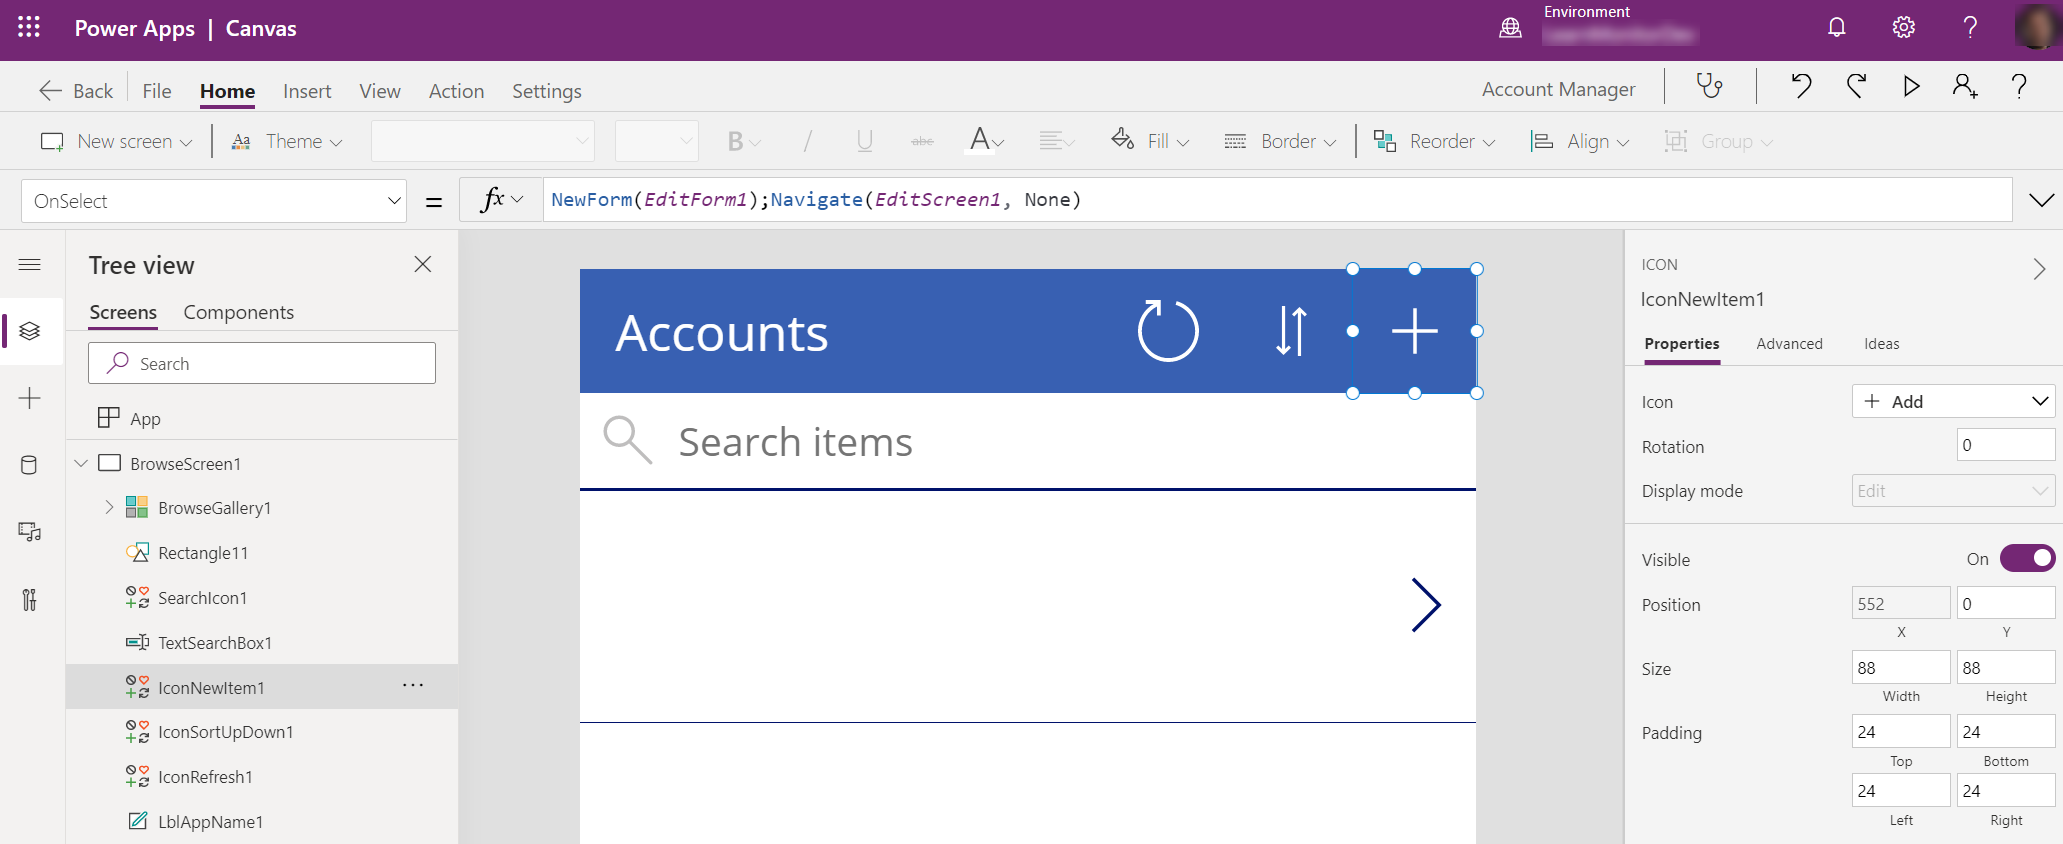 Power Apps | Canvas
Environment
Back File Home Insert View Action Settings
Account Manager
New screen Theme B / U abc A Fill Border Reorder Align Group
OnSelect = fx NewForm(EditForm1);Navigate(EditScreen1, None)
Tree view
Screens Components
Search
App
BrowseScreen1
BrowseGallery1
Rectangle11
SearchIcon1
TextSearchBox1
IconNewItem1 ...
IconSortUpDown1
IconRefresh1
LblAppName1
Accounts
Search items
ICON
IconNewItem1
Properties Advanced Ideas
Icon Add
Rotation 0
Display mode Edit
Visible On
Position 552 0
X Y
Size 88 88
Width Height
Padding 24 24
Top Bottom
24 24
Left Right